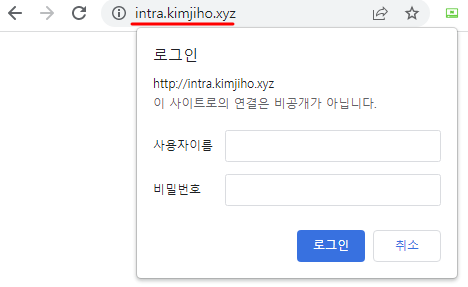 intra.kimjiho.xyz
로그인
http://intra.kimjiho.xyz
이 사이트로의 연결은 비공개가 아닙니다.
사용자이름
비밀번호
로그인 취소